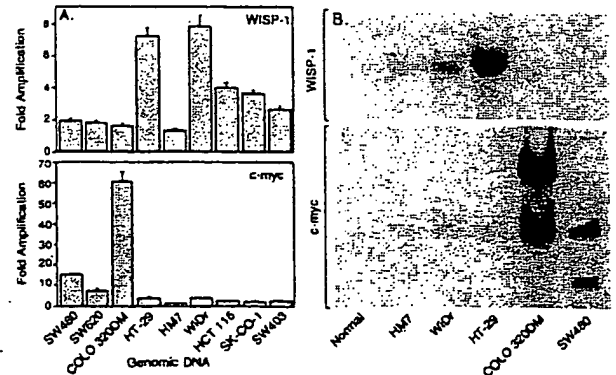 A.
WISP-1
Fold Amplification
8
6
4
2
0
c-myc
Fold Amplification
70
60
50
40
30
20
10
0
SW480
SW620
COLO 320DM
HT-29
HM7
WiDr
HCT 116
SK-CO-1
SW403
Genomic DNA
B.
WISP-1
c-myc
Normal
HM7
WiDr
HT-29
COLO 320DM
SW480